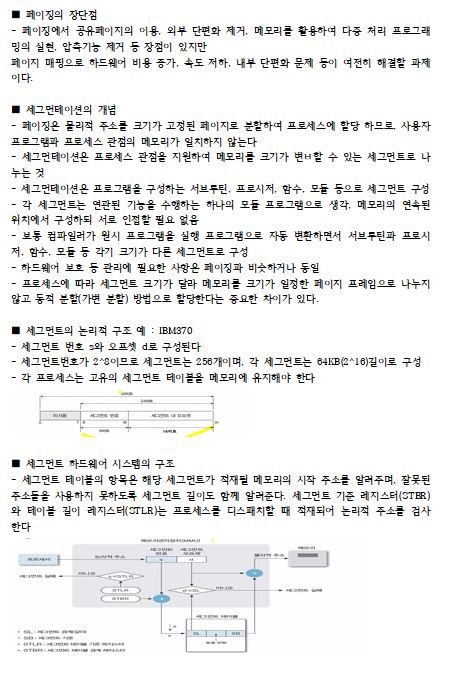 ■ 페이징의 장단점
- 페이징에서 공유페이지의 이용, 외부 단편화 제거, 메모리를 활용하여 다중 처리 프로그래
밍의 실현, 압축기능 제거 등 장점이 있지만
페이지 매핑으로 하드웨어 비용 증가, 속도 저하, 내부 단편화 문제 등이 여전히 해결할 과제
이다.
■ 세그먼테이션의 개념
- 페이징은 물리적 주소를 크기가 고정된 페이지로 분할하여 프로세스에 할당 하므로, 사용자
프로그램과 프로세스 관점의 메모리가 일치하지 않는다
- 세그먼테이션은 프로세스 관점을 지원하여 메모리를 크기가 변ㅂ할 수 있는 세그먼트로 나
누는 것
- 세그먼테이션은 프로그램을 구성하는 서브루틴, 프로시저, 함수, 모듈 등으로 세그먼트 구성
- 각 세그먼트는 연관된 기능을 수행하는 하나의 모듈 프로그램으로 생각, 메모리의 연속된
위치에서 구성하되 서로 인접할 필요 없음
- 보통 컴파일러가 원시 프로그램을 실행 프로그램으로 자동 변환하면서 서브루틴과 프로시
저, 함수, 모듈 등 각기 크기가 다른 세그먼트로 구성
- 하드웨어 보호 등 관리에 필요한 사항은 페이징과 비슷하거나 동일
- 프로세스에 따라 세그먼트 크기가 달라 메모리를 크기가 일정한 페이지 프레임으로 나누지
않고 동적 분할(가변 분할) 방법으로 할당한다는 중요한 차이가 있다.
■ 세그먼트의 논리적 구조 예 : IBM370
- 세그먼트 번호 s와 오프셋 d로 구성된다
- 세그먼트번호가 2^8이므로 세그먼트는 256개이며, 각 세그먼트는 64KB(2^16)길이로 구성
- 각 프로세스는 고유의 세그먼트 테이블을 메모리에 유지해야 한다
32비트
24비트
미사용 세그먼트 번호 세그먼트 내 오프셋
0 7 8 15 16 31
8비트 16비트
■ 세그먼트 하드웨어 시스템의 구조
- 세그먼트 테이블의 항목은 해당 세그먼트가 적재될 메모리의 시작 주소를 알려주며, 잘못된
주소들을 사용하지 못하도록 세그먼트 길이도 함께 알려준다. 세그먼트 기준 레지스터(STBR)
와 테이블 길이 레지스터(STLR)는 프로세스를 디스패치할 때 적재되어 논리적 주소를 검사
한다
메모리관리장치(MMU)
프로세서 논리적 주소 세그먼트 번호 세그먼트 오프셋 물리적 주소 메모리
s d
세그먼트 실패 아니오 s<STLR
STLR
STBR
d<SL 아니오 세그먼트 실패
세그먼트 테이블
SL SB
• SL : 세그먼트 경계(길이)
• SB : 세그먼트 기준
• STLR : 세그먼트 테이블 기준 레지스터
• STBR : 세그먼트 테이블 경계 레지스터